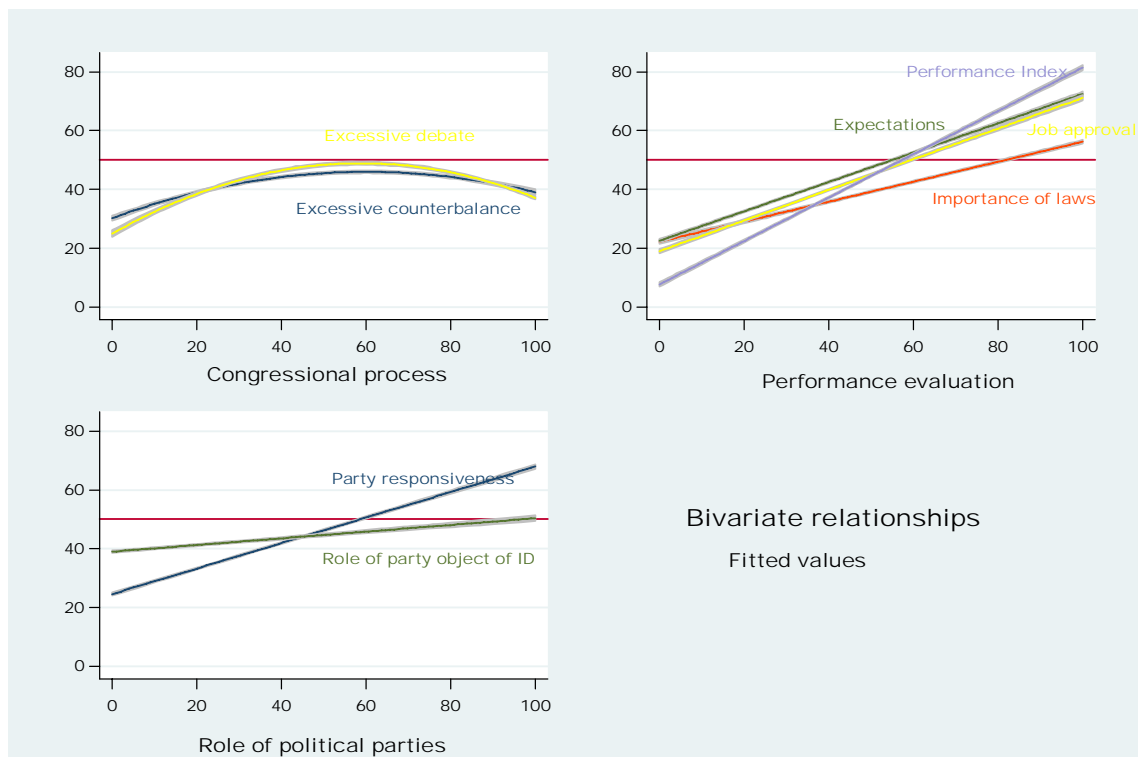 80
60
40
20
0
Excessive debate
Excessive counterbalance
0 20 40 60 80 100
Congressional process
80
60
40
20
0
Performance Index
Expectations
Job approval
Importance of laws
0 20 40 60 80 100
Performance evaluation
80
60
40
20
0
Party responsiveness
Role of party object of ID
0 20 40 60 80 100
Role of political parties
Bivariate relationships
Fitted values